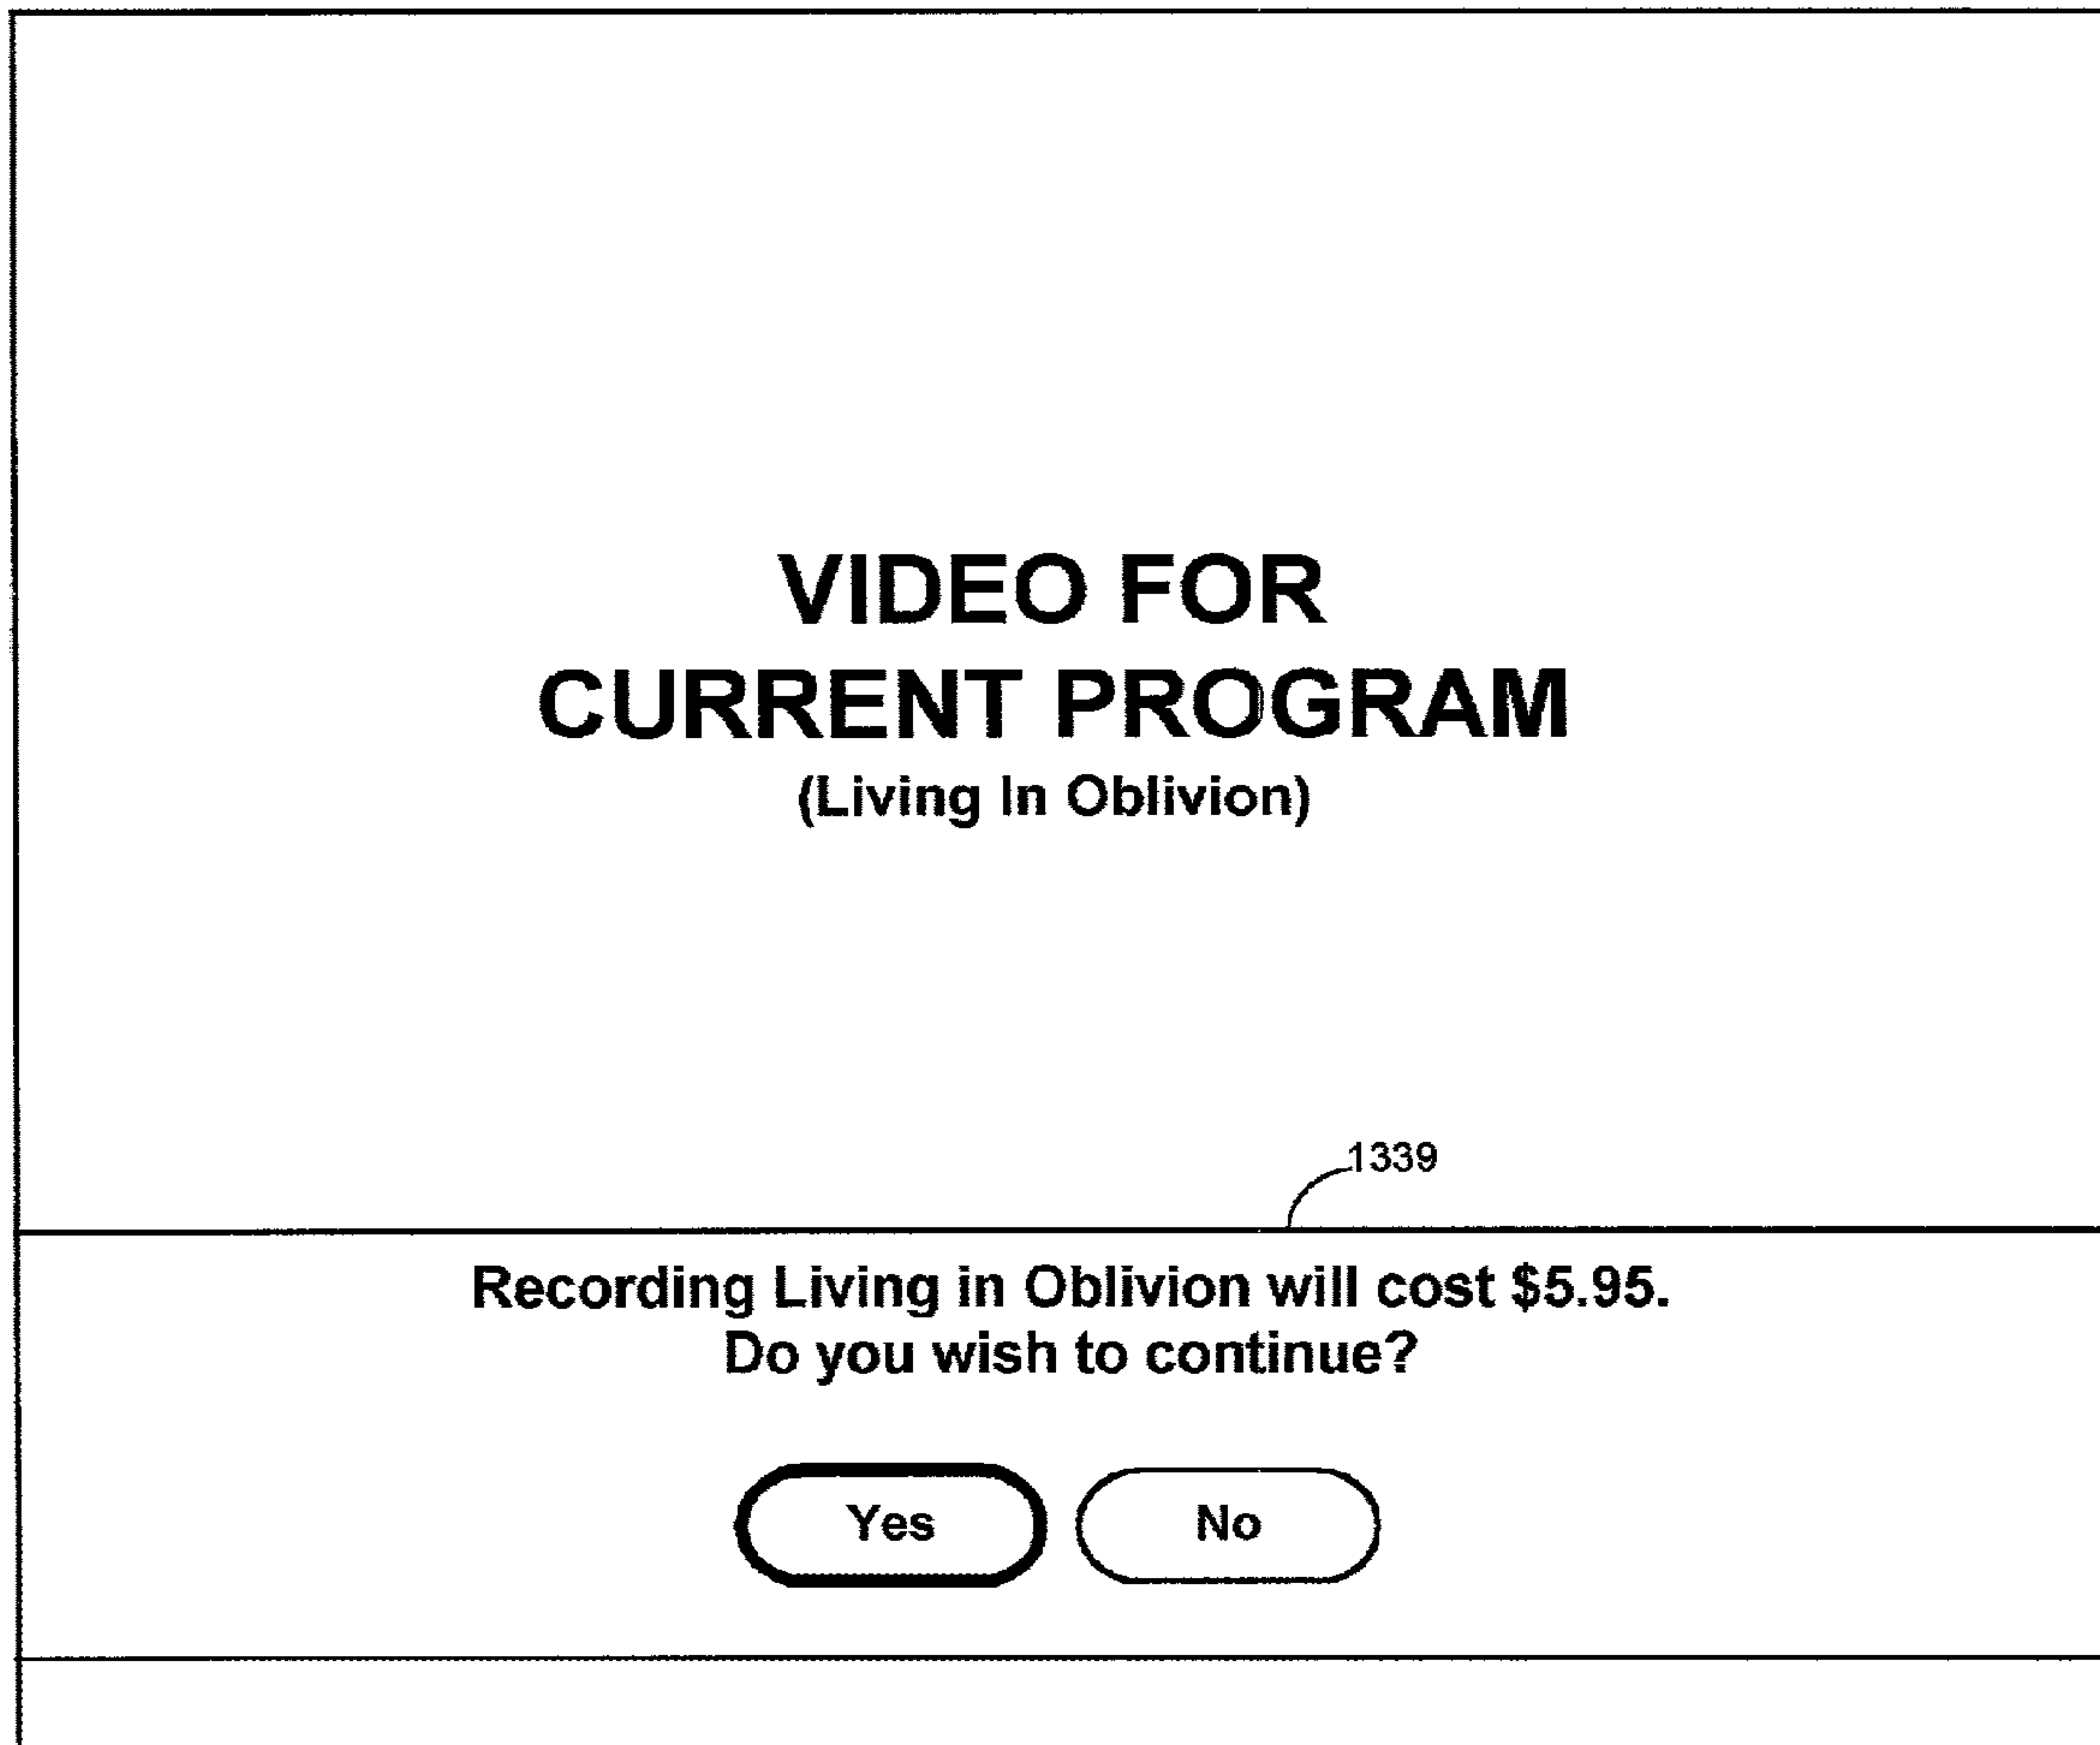 VIDEO FOR
CURRENT PROGRAM
(Living In Oblivion)
1339
Recording Living in Oblivion will cost $5.95.
Do you wish to continue?
Yes No